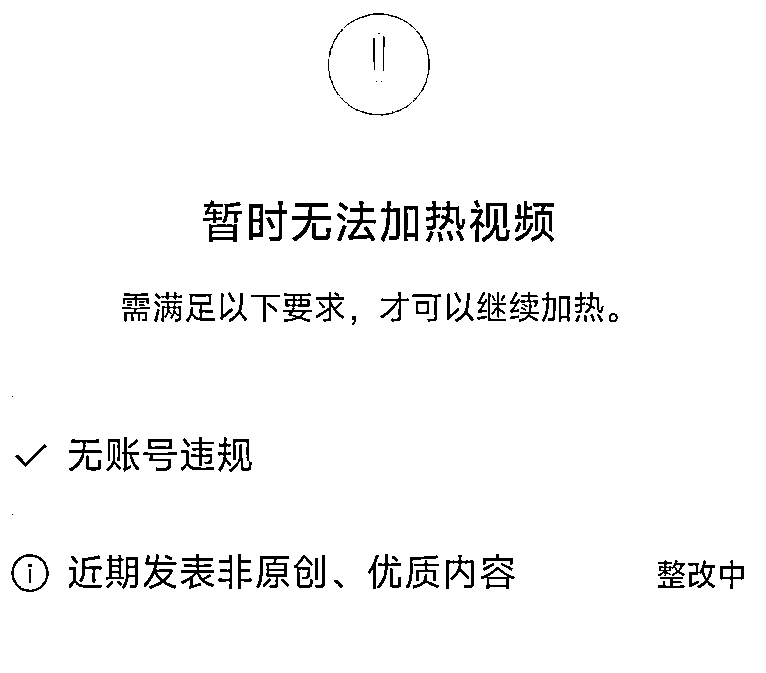 暂时无法加热视频
需满足以下要求，才可以继续加热。
无账号违规
近期发表非原创、优质内容 整改中